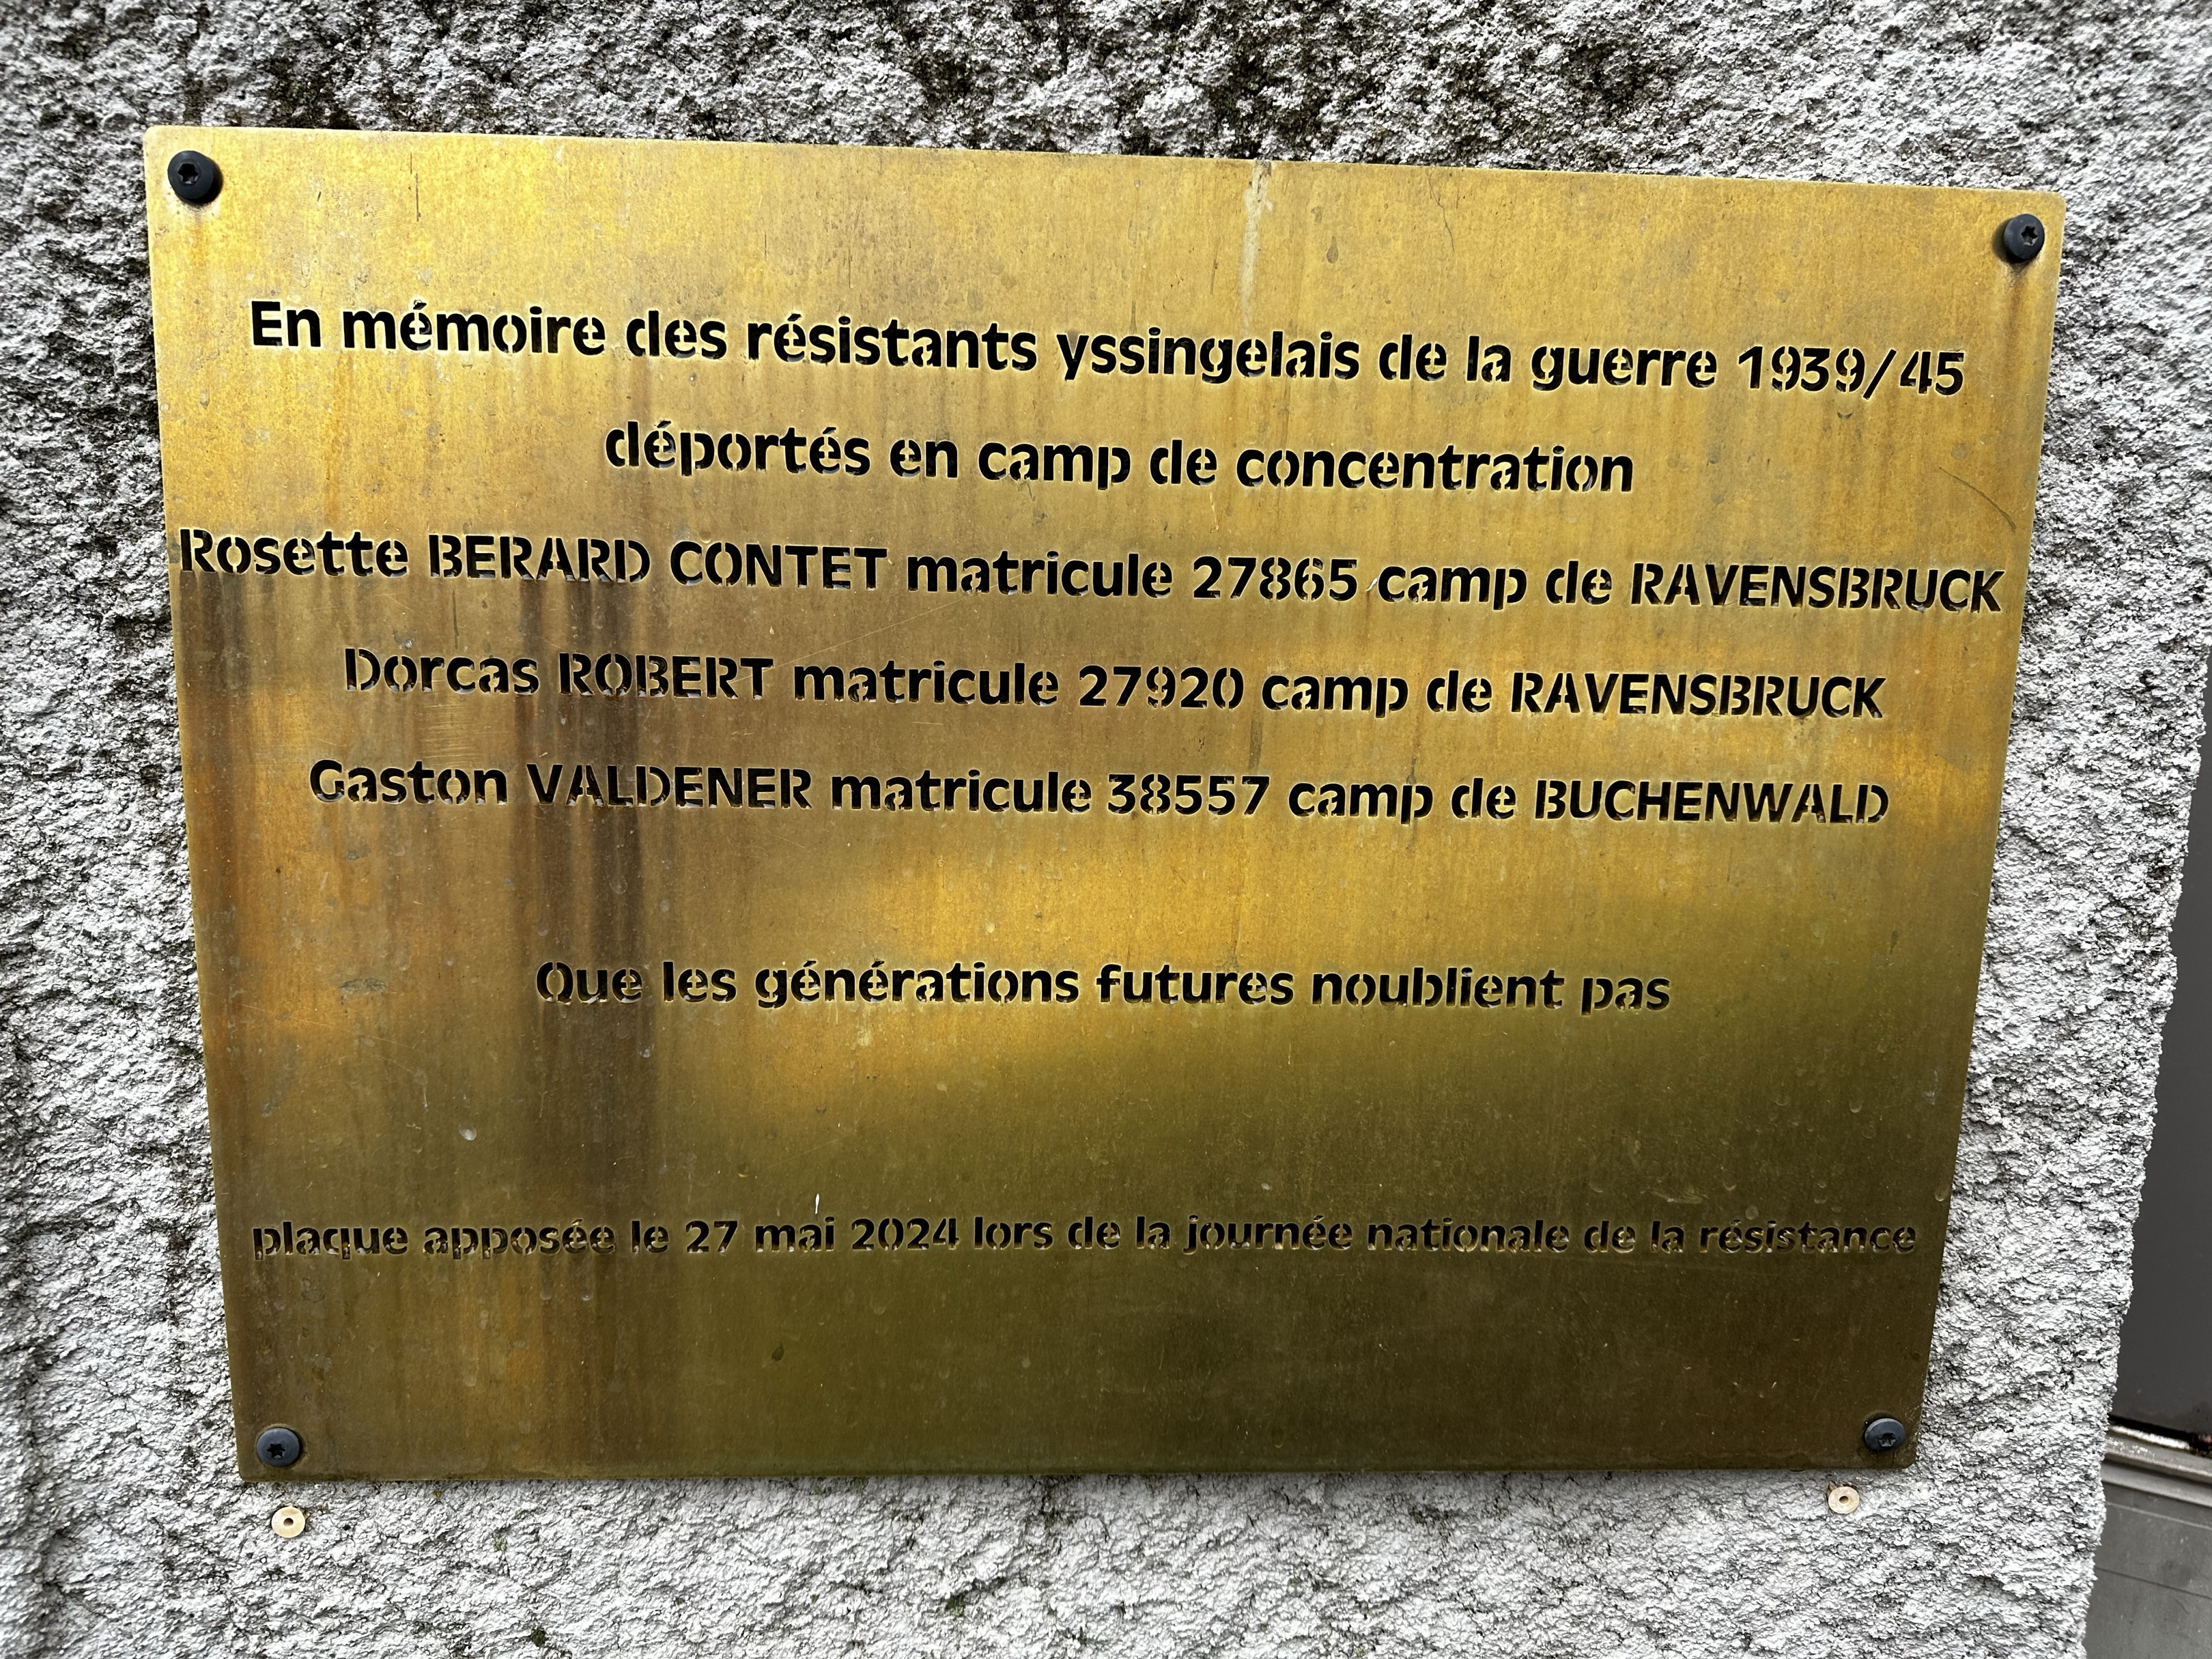 En mémoire des résistants yssingelais de la guerre 1939/45
déportés en camp de concentration
Rosette BERARD CONTET matricule 27865 camp de RAVENSBRUCK
Dorcas ROBERT matricule 27920 camp de RAVENSBRUCK
Gaston VALDENER matricule 38557 camp de BUCHENWALD
Que les générations futures noublient pas
plaque apposée le 27 mai 2024 lors de la journée nationale de la résistance